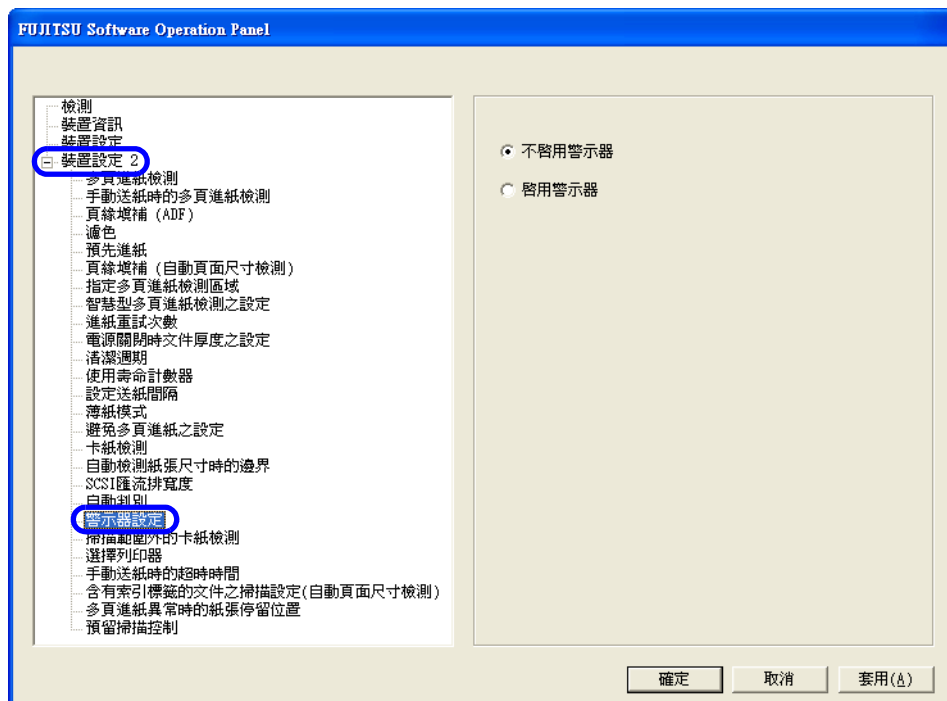 FUJITSU Software Operation Panel
檢測
裝置資訊
裝置設定
裝置設定 2
多頁進紙檢測
手動送紙時的多頁進紙檢測
頁緣塡補 (ADF)
濾色
預先進紙
頁緣塡補 (自動頁面尺寸檢測)
指定多頁進紙檢測區域
智慧型多頁進紙檢測之設定
進紙重試次數
電源關閉時文件厚度之設定
清潔週期
使用壽命計數器
設定送紙間隔
薄紙模式
避免多頁進紙之設定
卡紙檢測
自動檢測紙張尺寸時的邊界
SCSI匯流排寬度
自動判別
警示器設定
掃描範圍外的卡紙檢測
選擇列印器
手動送紙時的超時時間
含有索引標籤的文件之掃描設定(自動頁面尺寸檢測)
多頁進紙異常時的紙張停留位置
預留掃描控制
不啓用警示器
啓用警示器
確定
取消
套用(A)